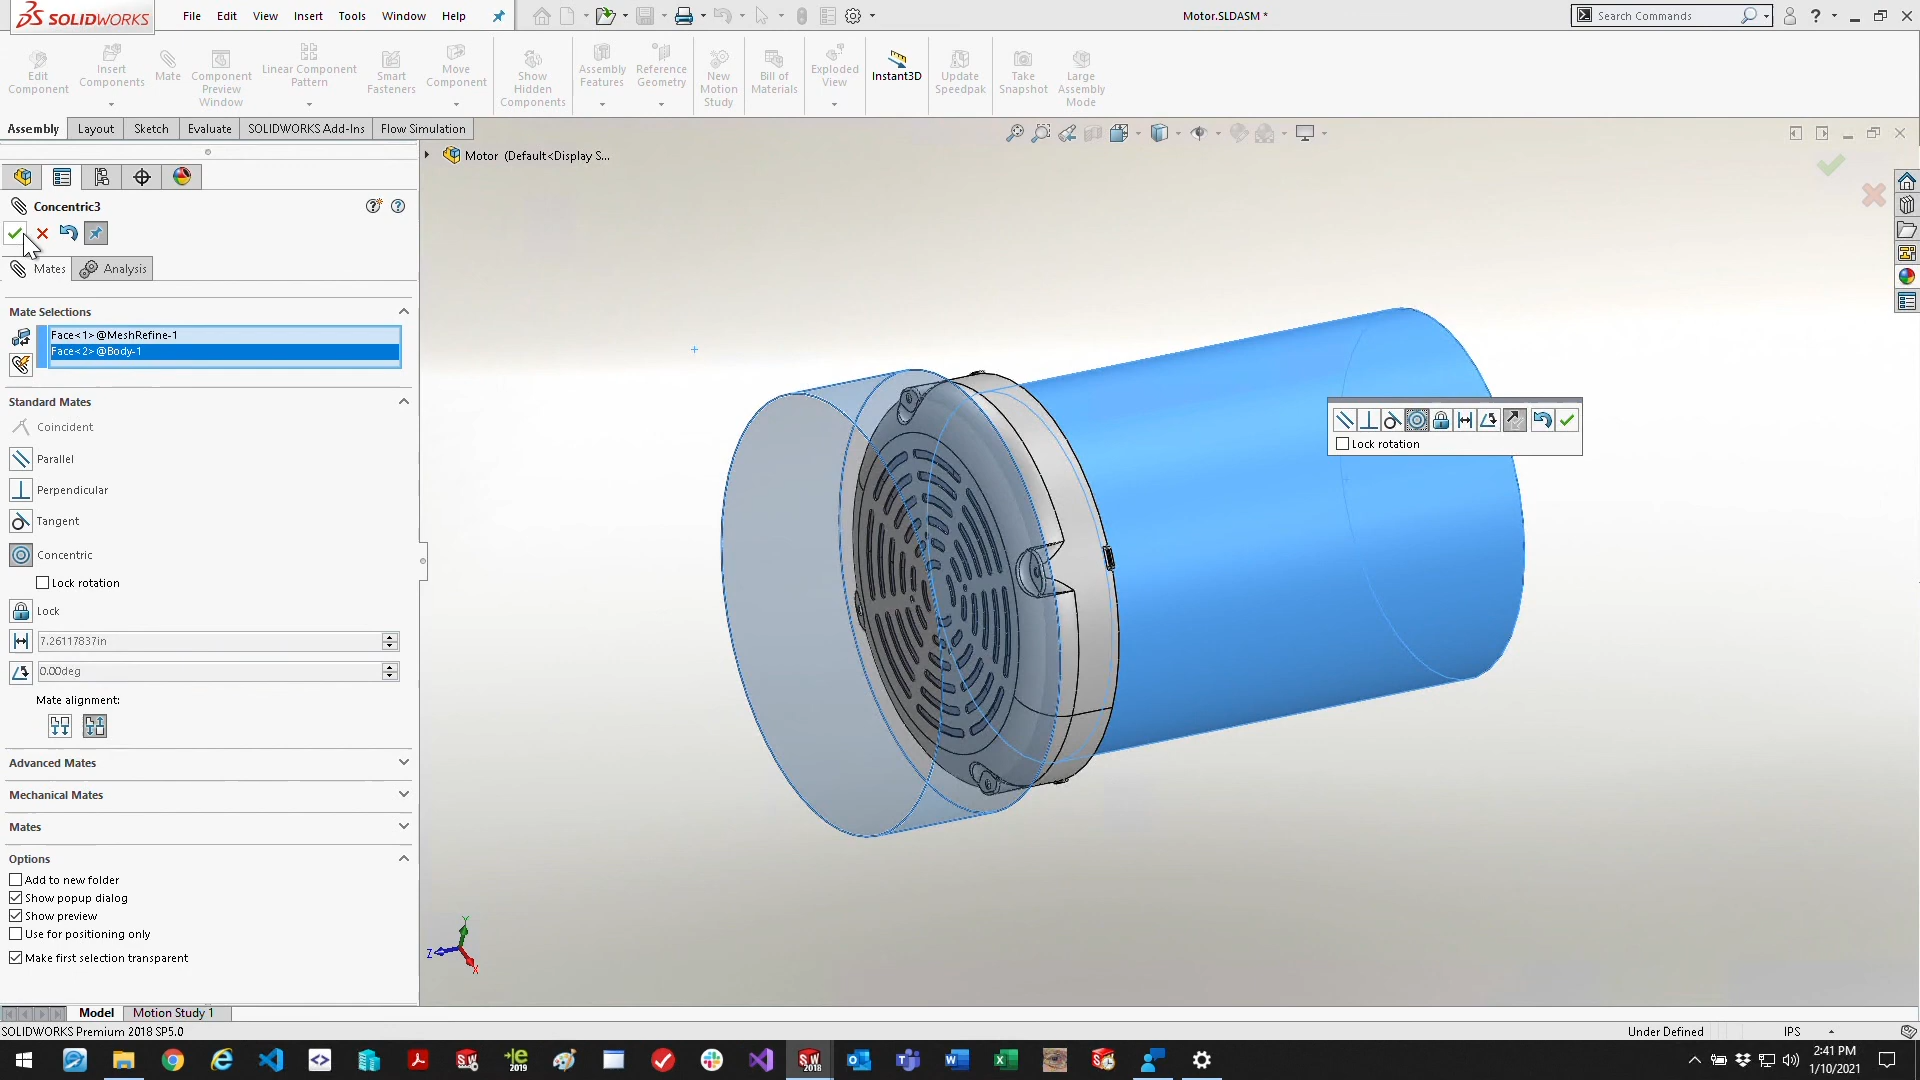 SOLIDWORKS
File Edit View Insert Tools Window Help
Motor.SLDASM *
Search Commands
Edit Component
Insert Components
Mate
Component Preview Window
Linear Component Pattern
Smart Fasteners
Move Component
Show Hidden Components
Assembly Features
Reference Geometry
New Motion Study
Bill of Materials
Exploded View
Instant3D
Update Speedpak
Take Snapshot
Large Assembly Mode
Assembly Layout Sketch Evaluate SOLIDWORKS Add-Ins Flow Simulation
Motor (Default<Display S...
Concentric3
Mates Analysis
Mate Selections
Face<1>@MeshRefine-1
Face<2>@Body-1
Standard Mates
Coincident
Parallel
Perpendicular
Tangent
Concentric
Lock rotation
Lock
7.26117837in
0.00deg
Mate alignment:
Advanced Mates
Mechanical Mates
Mates
Options
Add to new folder
Show popup dialog
Show preview
Use for positioning only
Make first selection transparent
Lock rotation
Y
Z
X
Model Motion Study 1
SOLIDWORKS Premium 2018 SP5.0
Under Defined
IPS
2:41 PM
1/10/2021